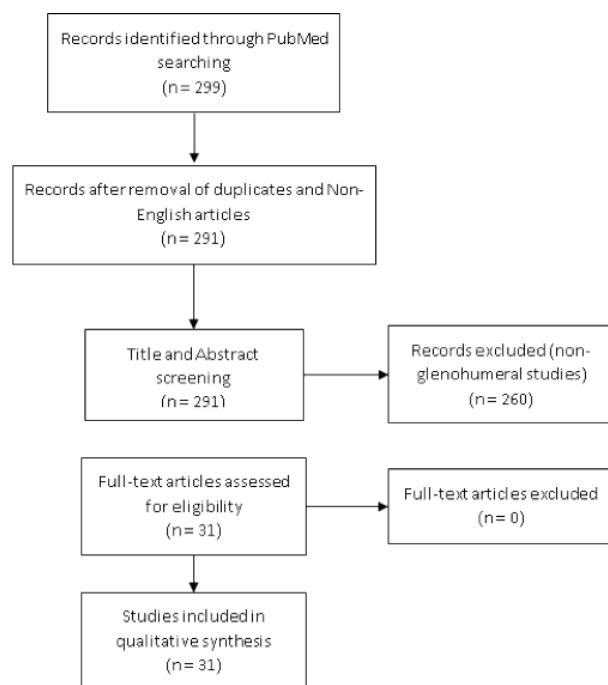 Records identified through PubMed
searching
(n= 299)
Records after removal of duplicates and Non-
English articles
(n= 291)
Title and Abstract
screening
(n= 291)
Records excluded (non-
glenohumeral studies)
(n= 260)
Full-text articles assessed
for eligibility
(n= 31)
Full-text articles excluded
(n= 0)
Studies included in
qualitative synthesis
(n= 31)